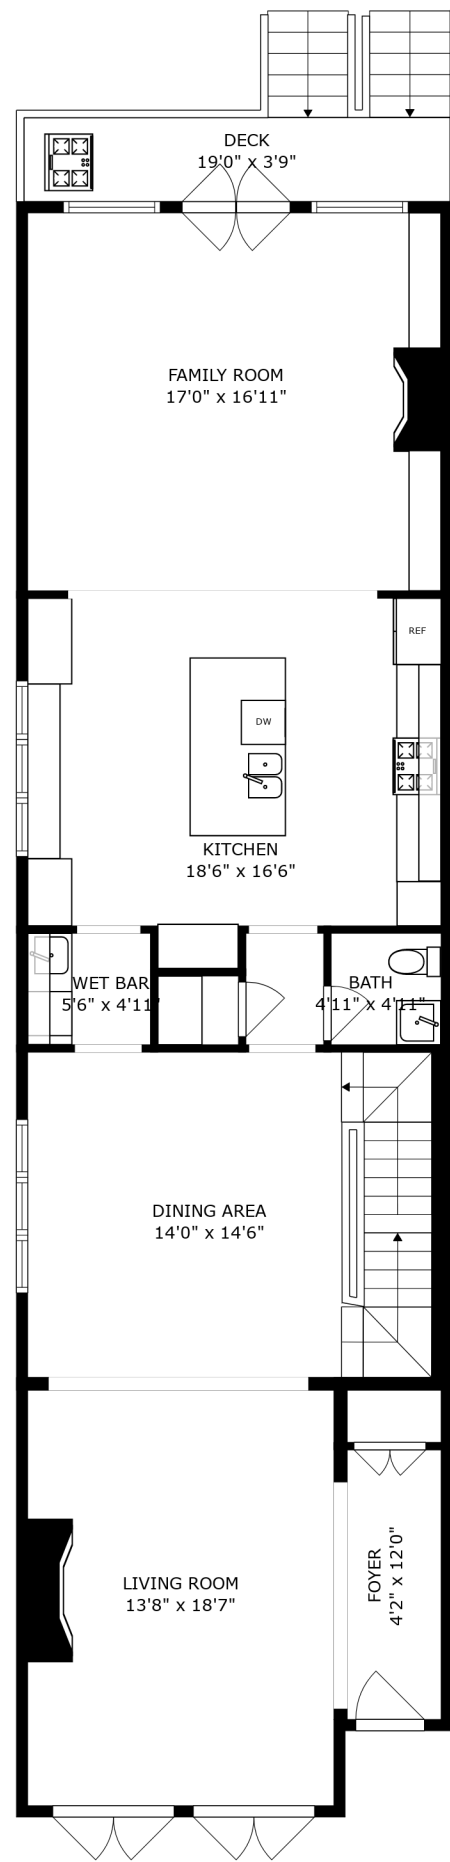 DECK
19'0" x 3'9"
FAMILY ROOM
17'0" x 16'11"
REF
DW
KITCHEN
18'6" x 16'6"
WET BAR
5'6" x 4'11"
BATH
4'11" x 4'11"
DINING AREA
14'0" x 14'6"
LIVING ROOM
13'8" x 18'7"
FOYER
4'2" x 12'0"